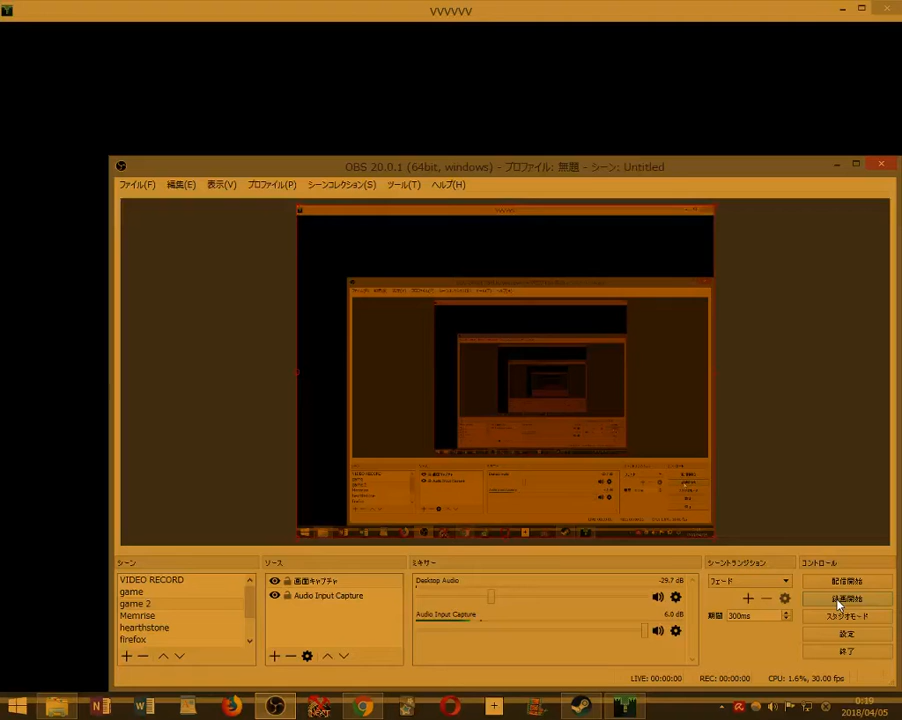 VVVVVV
OBS 20.0.1 (64bit, windows) - プロファイル: 無題 - シーン: Untitled
ファイル(F) 編集(E) 表示(V) プロファイル(P) シーンコレクション(S) ツール(T) ヘルプ(H)
シーン ソース ミキサー シーントランジション コントロール
VIDEO RECORD
game
game 2
Memrise
hearthstone
firefox
画面キャプチャ
Audio Input Capture
Desktop Audio -29.7 dB
Audio Input Capture 6.0 dB
フェード
期間 300ms
配信開始
録画開始
スタジオモード
設定
終了
LIVE: 00:00:00 REC: 00:00:00 CPU: 1.6%, 30.00 fps
0:19
2018/04/05